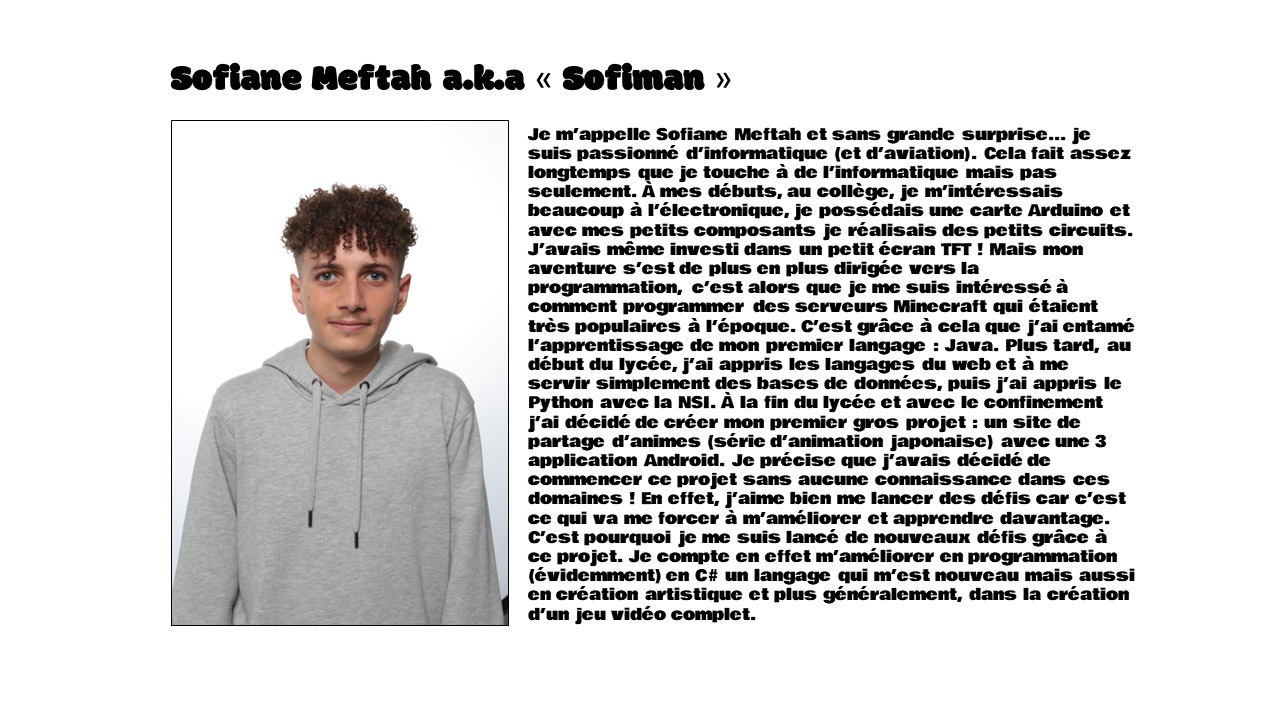 Sofiane Meftah a.k.a « Sofiman »
Je m’appelle Sofiane Meftah et sans grande surprise… je
suis passionné d’informatique (et d’aviation). Cela fait assez
longtemps que je touche à de l’informatique mais pas
seulement. À mes débuts, au collège, je m’intéressais
beaucoup à l’électronique, je possédais une carte Arduino et
avec mes petits composants je réalisais des petits circuits.
J’avais même investi dans un petit écran TFT ! Mais mon
aventure s’est de plus en plus dirigée vers la
programmation, c’est alors que je me suis intéressé à
comment programmer des serveurs Minecraft qui étaient
très populaires à l’époque. C’est grâce à cela que j’ai entamé
l’apprentissage de mon premier langage : Java. Plus tard, au
début du lycée, j’ai appris les langages du web et à me
servir simplement des bases de données, puis j’ai appris le
Python avec la NSI. À la fin du lycée et avec le confinement
j’ai décidé de créer mon premier gros projet : un site de
partage d’animes (série d’animation japonaise) avec une 3
application Android. Je précise que j’avais décidé de
commencer ce projet sans aucune connaissance dans ces
domaines ! En effet, j’aime bien me lancer des défis car c’est
ce qui va me forcer à m’améliorer et apprendre davantage.
C’est pourquoi je me suis lancé de nouveaux défis grâce à
ce projet. Je compte en effet m’améliorer en programmation
(évidemment) en C# un langage qui m’est nouveau mais aussi
en création artistique et plus généralement, dans la création
d’un jeu vidéo complet.